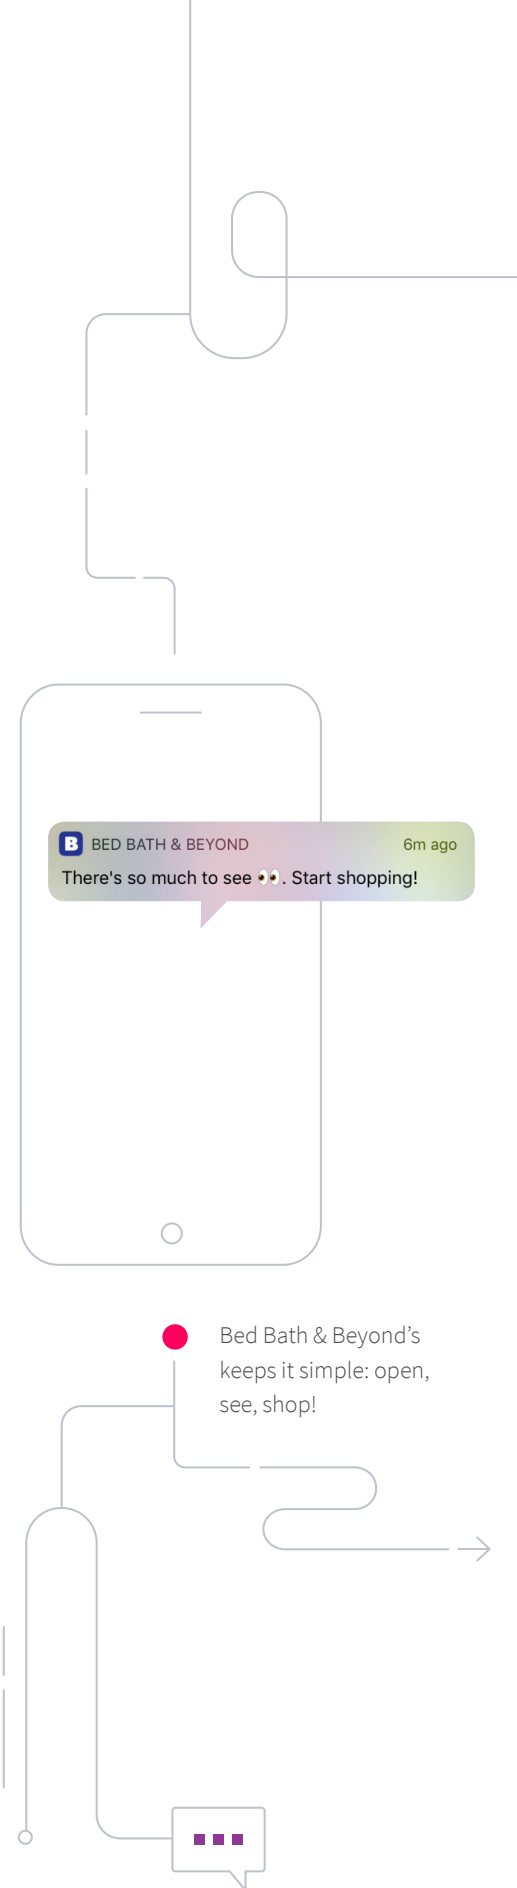 B BED BATH & BEYOND 6m ago
There's so much to see 👀. Start shopping!
Bed Bath & Beyond’s
keeps it simple: open,
see, shop!